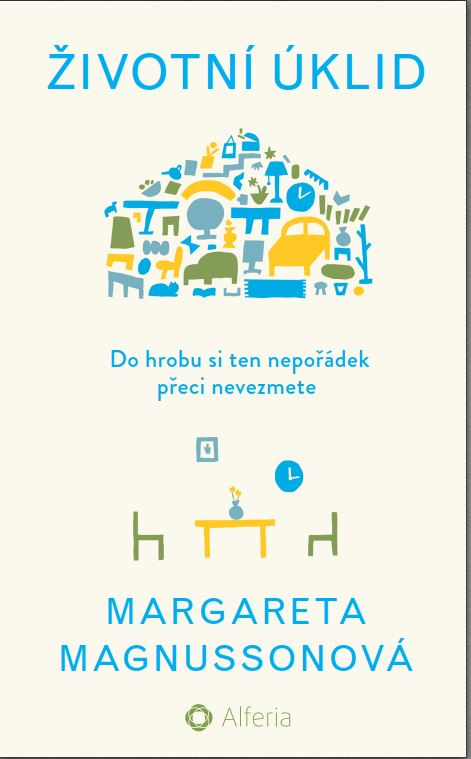 ŽIVOTNÍ ÚKLID
Do hrobu si ten nepořádek
přeci nevezmete
MARGARETA
MAGNUSSONOVÁ
Alferia